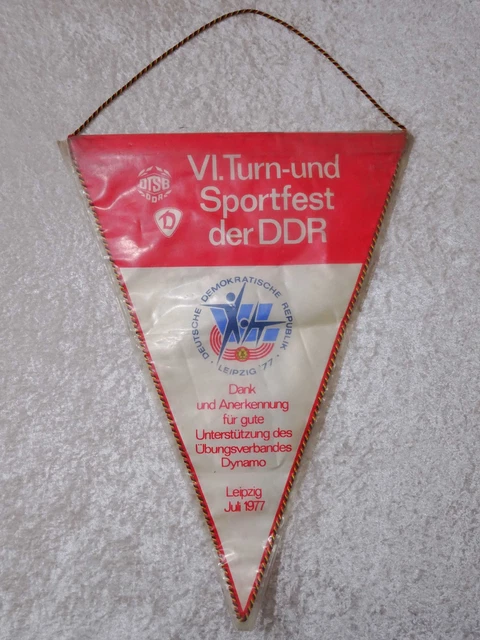 VI. Turn-und
Sportfest
der DDR
DTSB
DDR
D
DEUTSCHE DEMOKRATISCHE REPUBLIK
VI
· LEIPZIG '77 ·
Dank
und Anerkennung
für gute
Unterstützung des
Übungsverbandes
Dynamo
Leipzig
Juli 1977